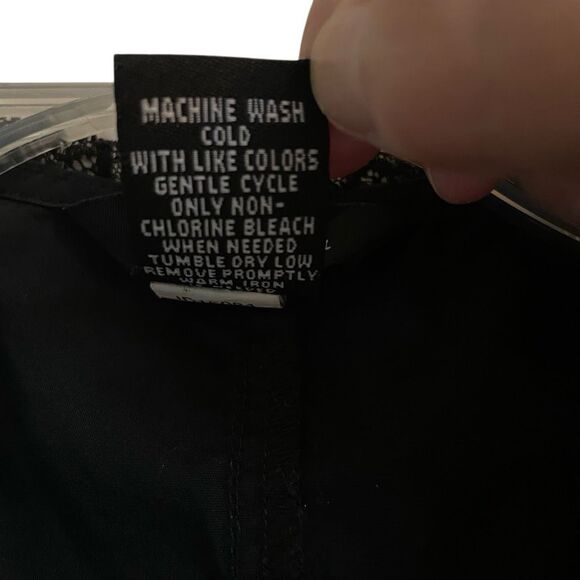 MACHINE WASH
COLD
WITH LIKE COLORS
GENTLE CYCLE
ONLY NON-
CHLORINE BLEACH
WHEN NEEDED
TUMBLE DRY LOW
REMOVE PROMPTLY
WARM IRON